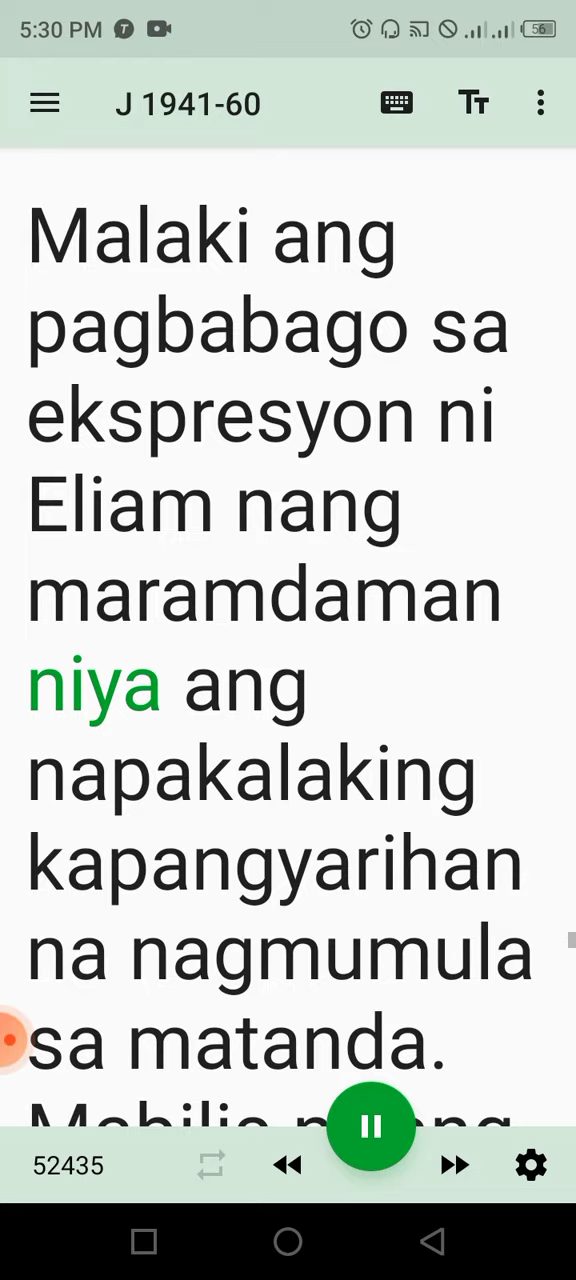 5:30 PM
56
J 1941-60
Malaki ang
pagbabago sa
ekspresyon ni
Eliam nang
maramdaman
niya ang
napakalaking
kapangyarihan
na nagmumula
sa matanda.
52435